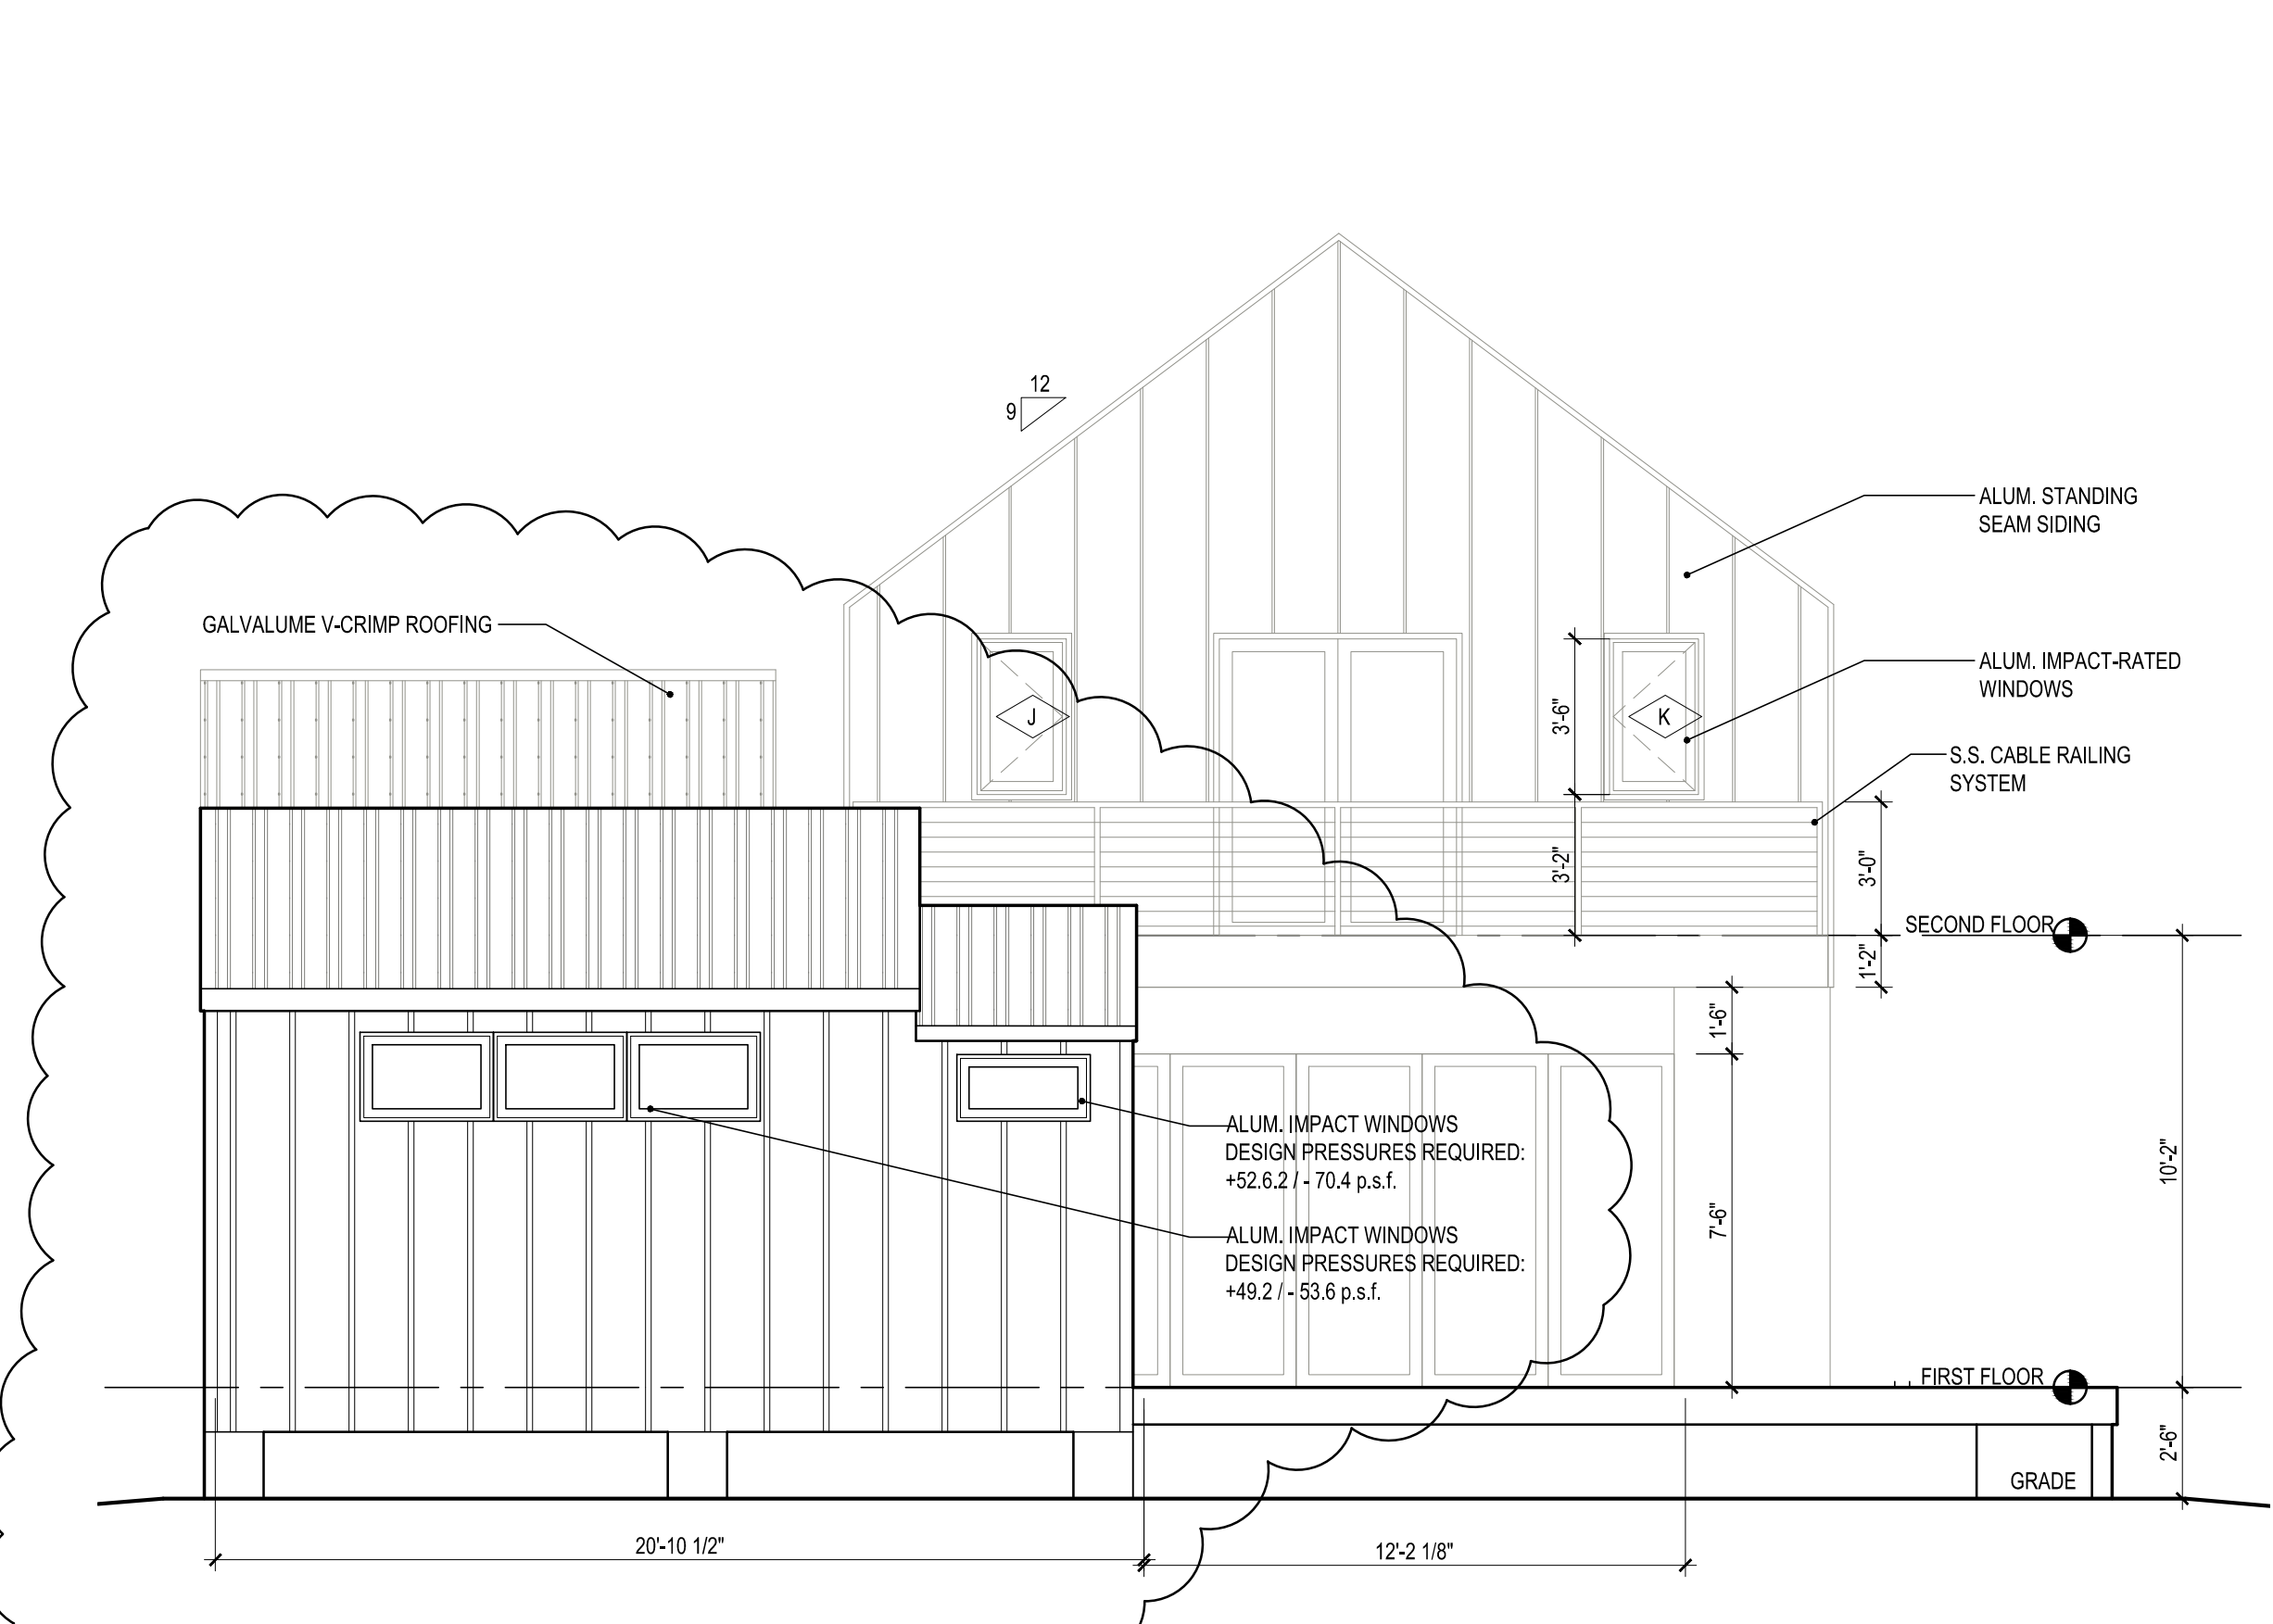 12
9
ALUM. STANDING
SEAM SIDING
GALVALUME V-CRIMP ROOFING
ALUM. IMPACT-RATED
WINDOWS
3'-6"
J
K
S.S. CABLE RAILING
SYSTEM
3'-2"
3'-0"
SECOND FLOOR
1'-2"
1'-6"
ALUM. IMPACT WINDOWS
DESIGN PRESSURES REQUIRED:
+52.6.2 / - 70.4 p.s.f.
10'-2"
7'-6"
ALUM. IMPACT WINDOWS
DESIGN PRESSURES REQUIRED:
+49.2 / - 53.6 p.s.f.
FIRST FLOOR
2'-6"
GRADE
20'-10 1/2"
12'-2 1/8"